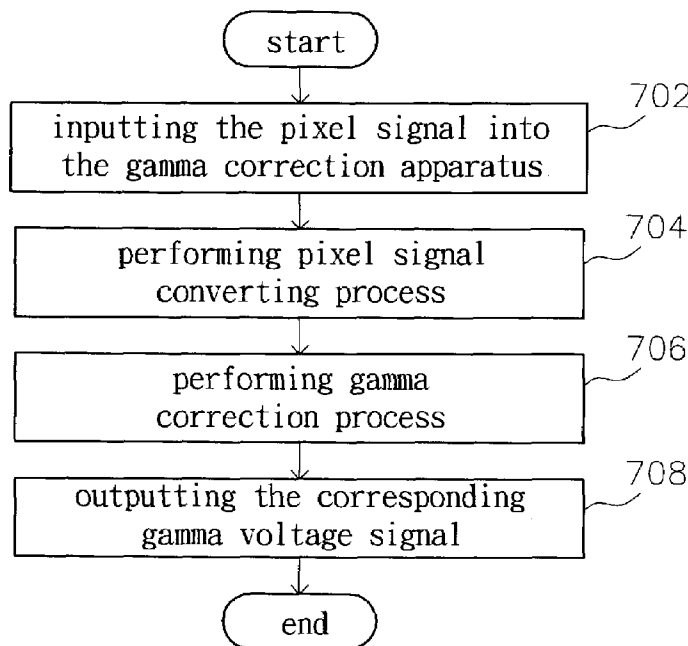 start
702
inputting the pixel signal into
the gamma correction apparatus
704
performing pixel signal
converting process
706
performing gamma
correction process
708
outputting the corresponding
gamma voltage signal
end